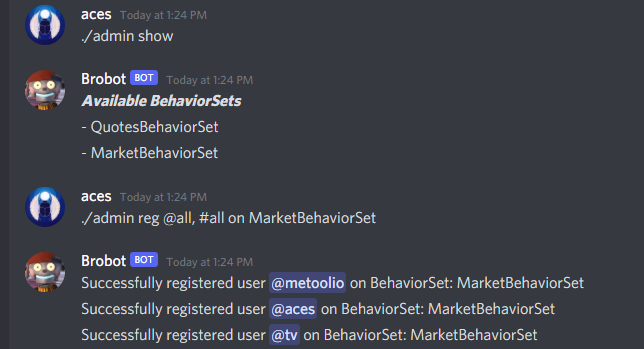 aces Today at 1:24 PM
./admin show
Brobot BOT Today at 1:24 PM
Available BehaviorSets
- QuotesBehaviorSet
- MarketBehaviorSet
aces Today at 1:24 PM
./admin reg @all, #all on MarketBehaviorSet
Brobot BOT Today at 1:24 PM
Successfully registered user @metoolio on BehaviorSet: MarketBehaviorSet
Successfully registered user @aces on BehaviorSet: MarketBehaviorSet
Successfully registered user @tv on BehaviorSet: MarketBehaviorSet